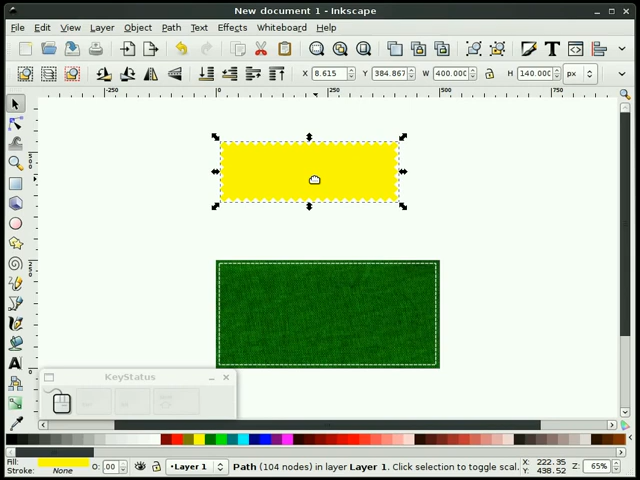 New document 1 - Inkscape
File Edit View Layer Object Path Text Effects Whiteboard Help
X 8.615 Y 384.867 W 400.000 H 140.000 px
-250 0 250 500 750
KeyStatus
Fill: O: .00 •Layer 1 Path (104 nodes) in layer Layer 1. Click selection to toggle scal X: 222.35 Z: 65%
Stroke: None Y: 438.52